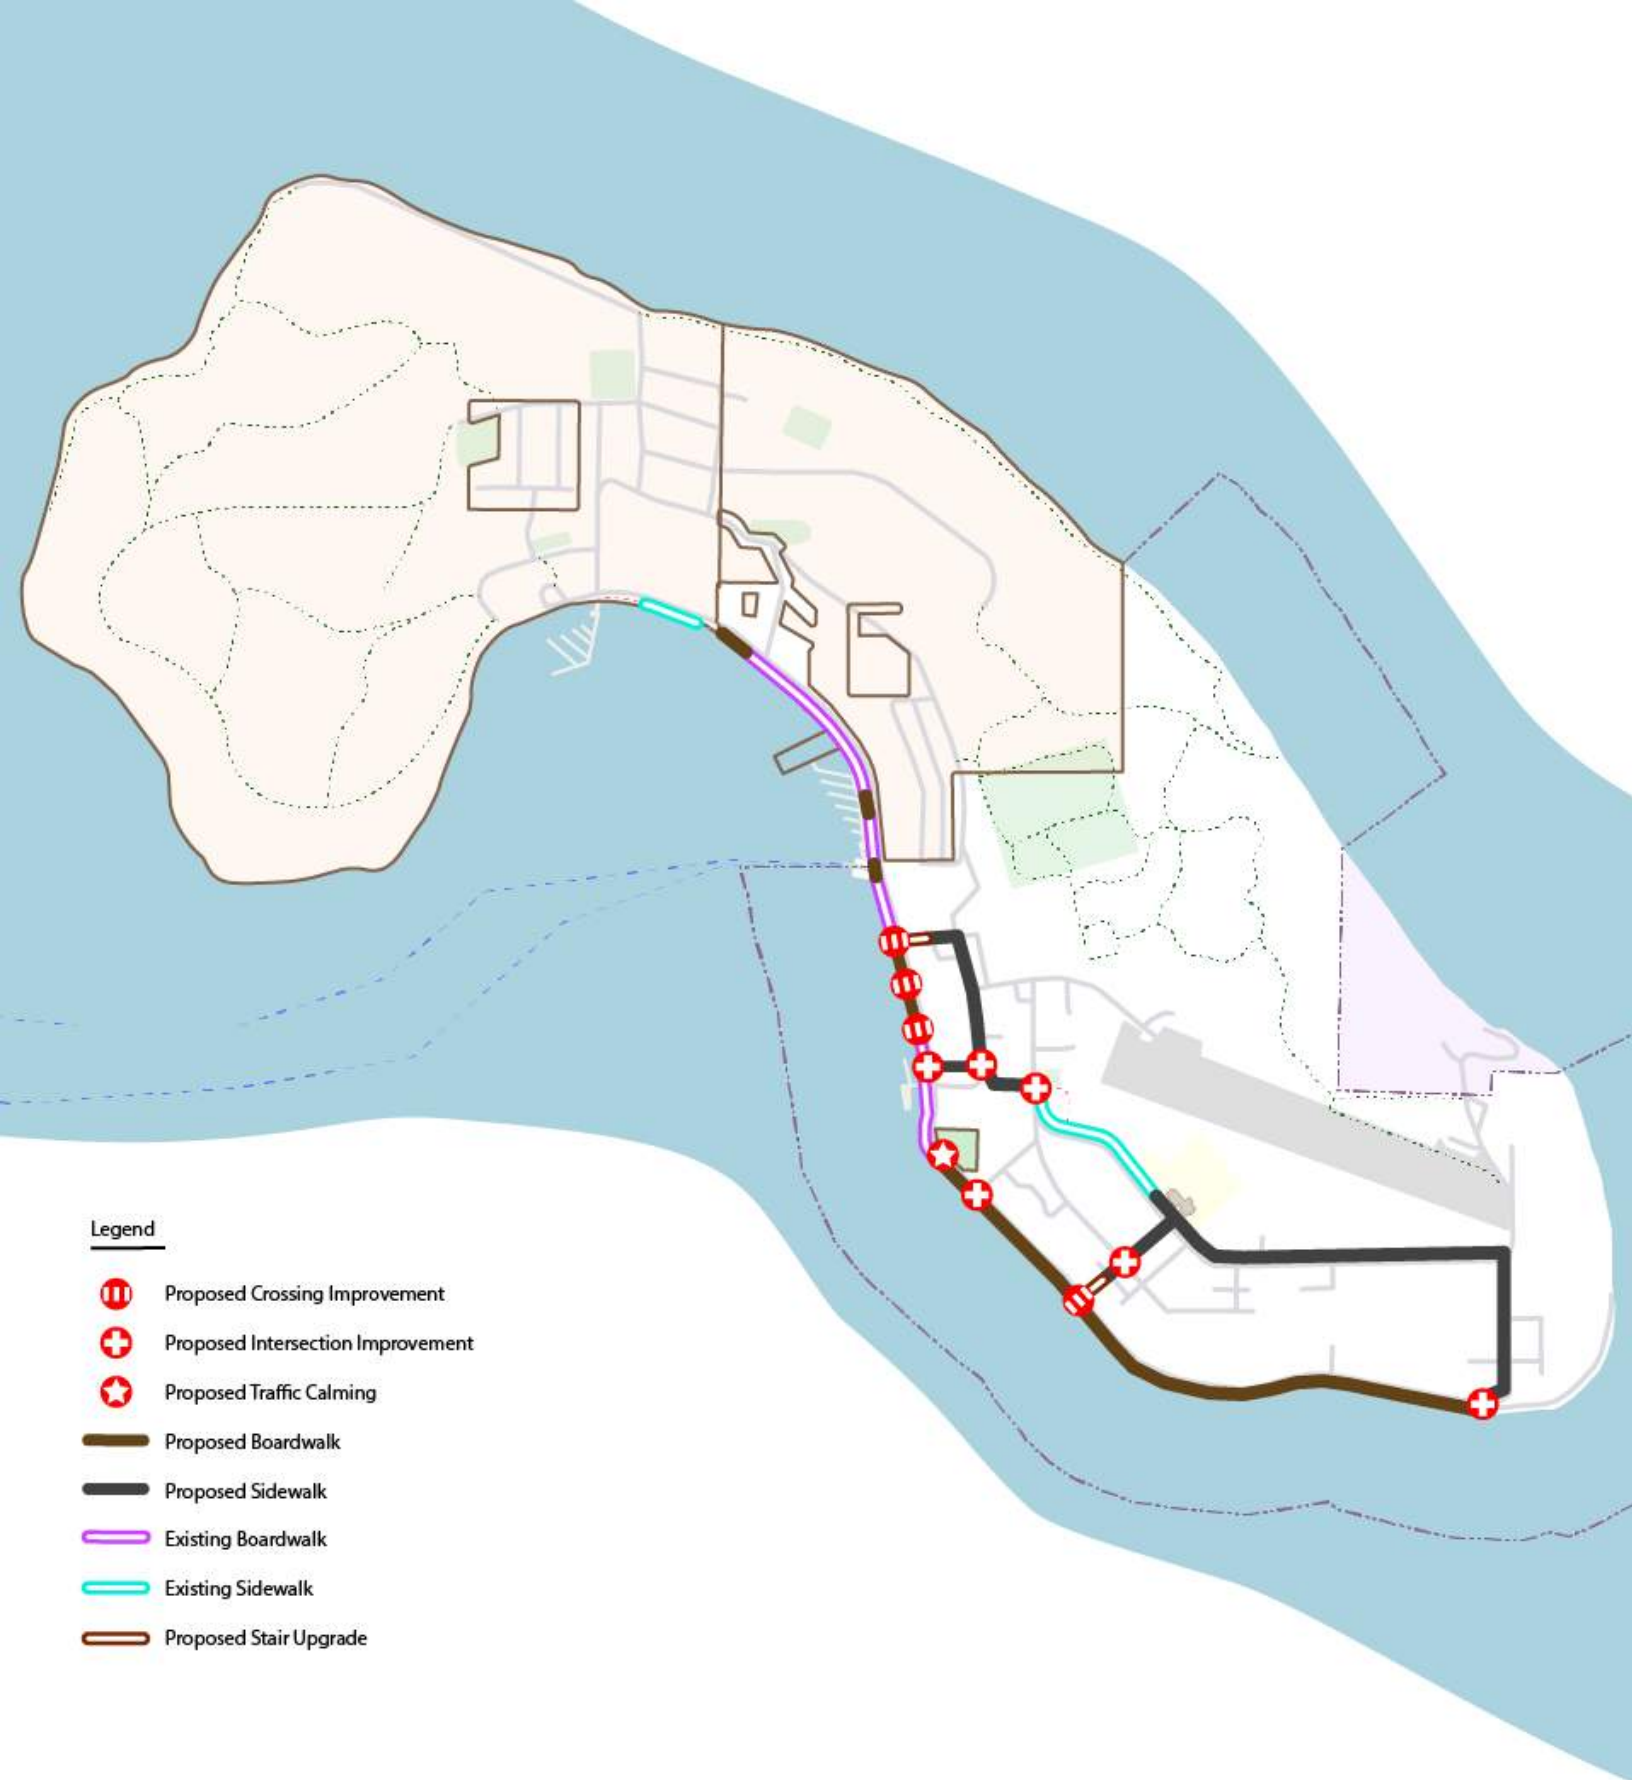 Legend
Proposed Crossing Improvement
Proposed Intersection Improvement
Proposed Traffic Calming
Proposed Boardwalk
Proposed Sidewalk
Existing Boardwalk
Existing Sidewalk
Proposed Stair Upgrade